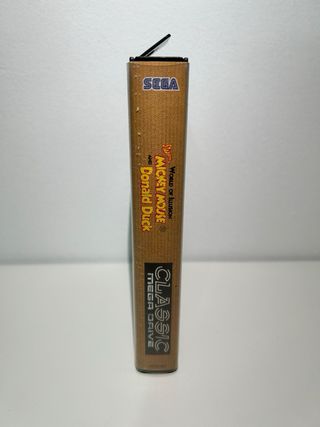 SEGA
WORLD OF ILLUSION
Starring
MICKEY MOUSE
AND
Donald Duck
CLASSIC
MEGA DRIVE